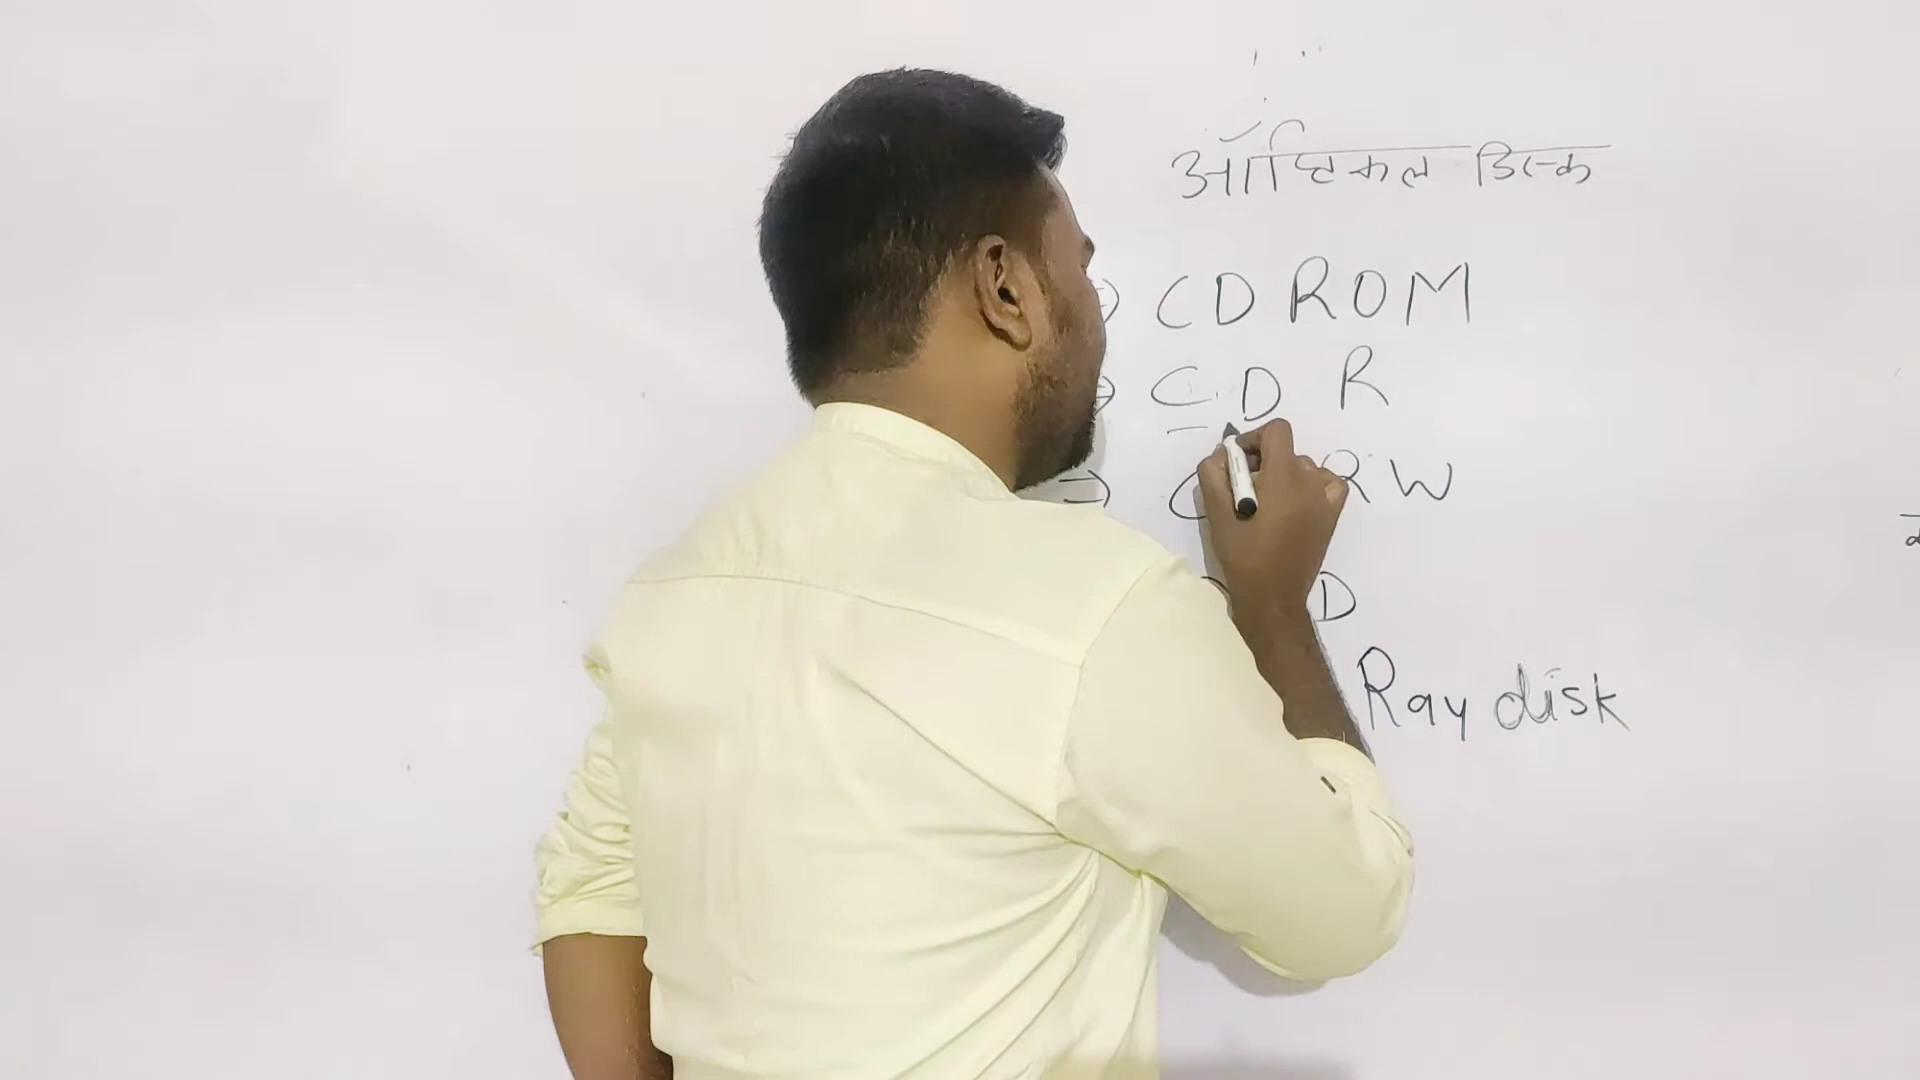 ऑप्टिकल डिस्क
⇒ CD ROM
⇒ CD R
⇒ C RW
D
Ray disk